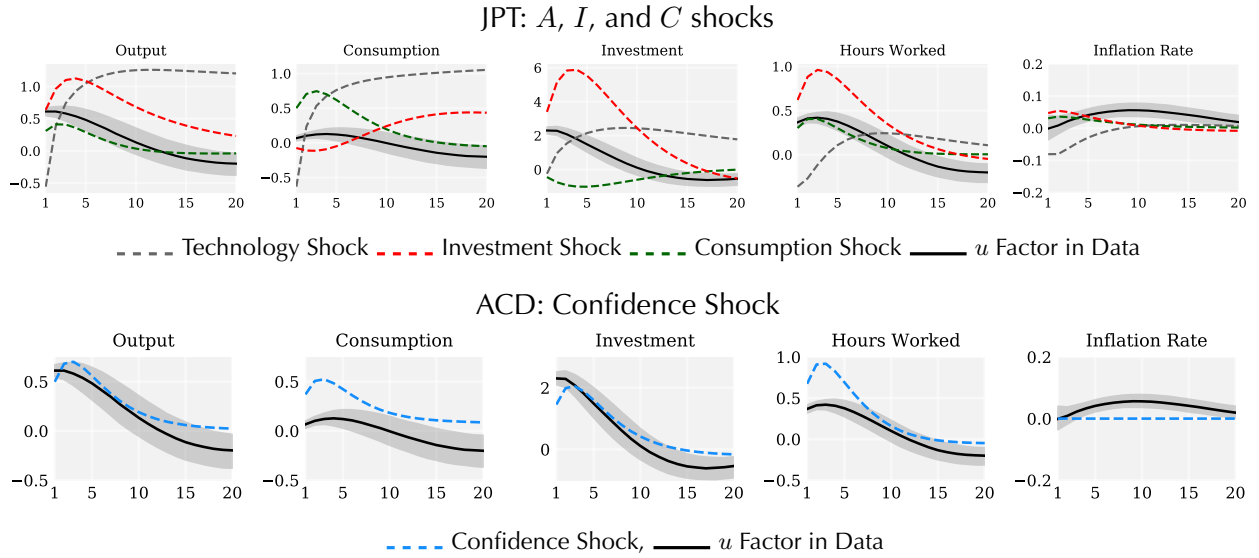 JPT: A, I, and C shocks
Output Consumption Investment Hours Worked Inflation Rate
1.0
0.5
0.0
−0.5
1 5 10 15 20
1.0
0.5
0.0
−0.5
1 5 10 15 20
6
4
2
0
1 5 10 15 20
1.0
0.5
0.0
1 5 10 15 20
0.2
0.1
0.0
−0.1
−0.2
1 5 10 15 20
Technology Shock Investment Shock Consumption Shock u Factor in Data
ACD: Confidence Shock
Output Consumption Investment Hours Worked Inflation Rate
0.5
0.0
−0.5
1 5 10 15 20
0.5
0.0
−0.5
1 5 10 15 20
2
0
1 5 10 15 20
1.0
0.5
0.0
−0.5
1 5 10 15 20
0.2
0.0
−0.2
1 5 10 15 20
Confidence Shock, u Factor in Data